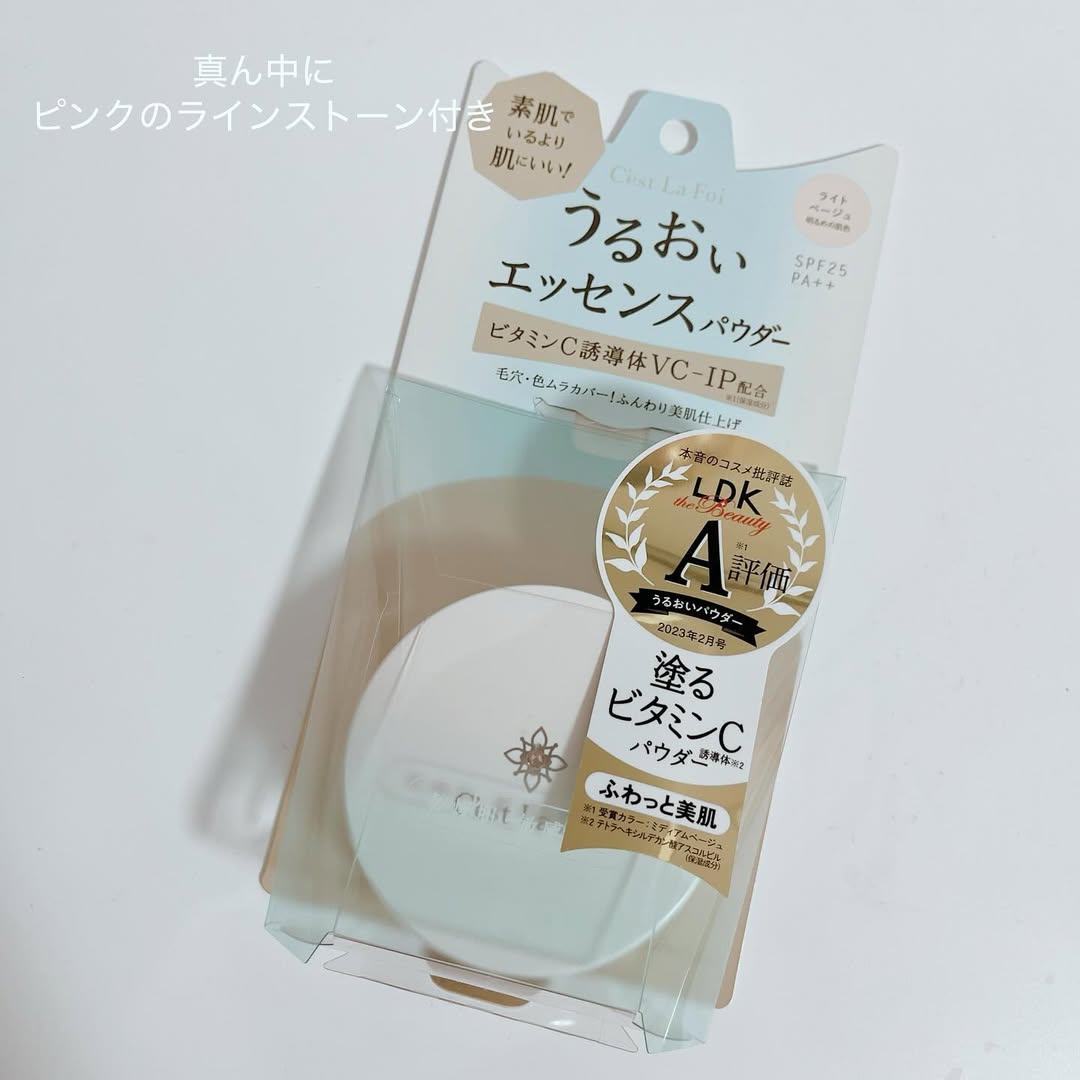 真ん中に
ピンクのラインストーン付き
素肌で
いるより
肌にいい!
C'est La Foi
うるおい
エッセンスパウダー
ライト
ベージュ
明るめの肌色
SPF25
PA++
ビタミンC誘導体VC-IP配合
※1(保湿成分)
毛穴・色ムラカバー!ふんわり美肌仕上げ
本音のコスメ批評誌
LDK
the Beauty
A※1評価
うるおいパウダー
2023年2月号
塗る
ビタミンC
誘導体※2
パウダー
ふわっと美肌
※1 受賞カラー:ミディアムベージュ
※2 テトラヘキシルデカン酸アスコルビル
(保湿成分)
C'est L